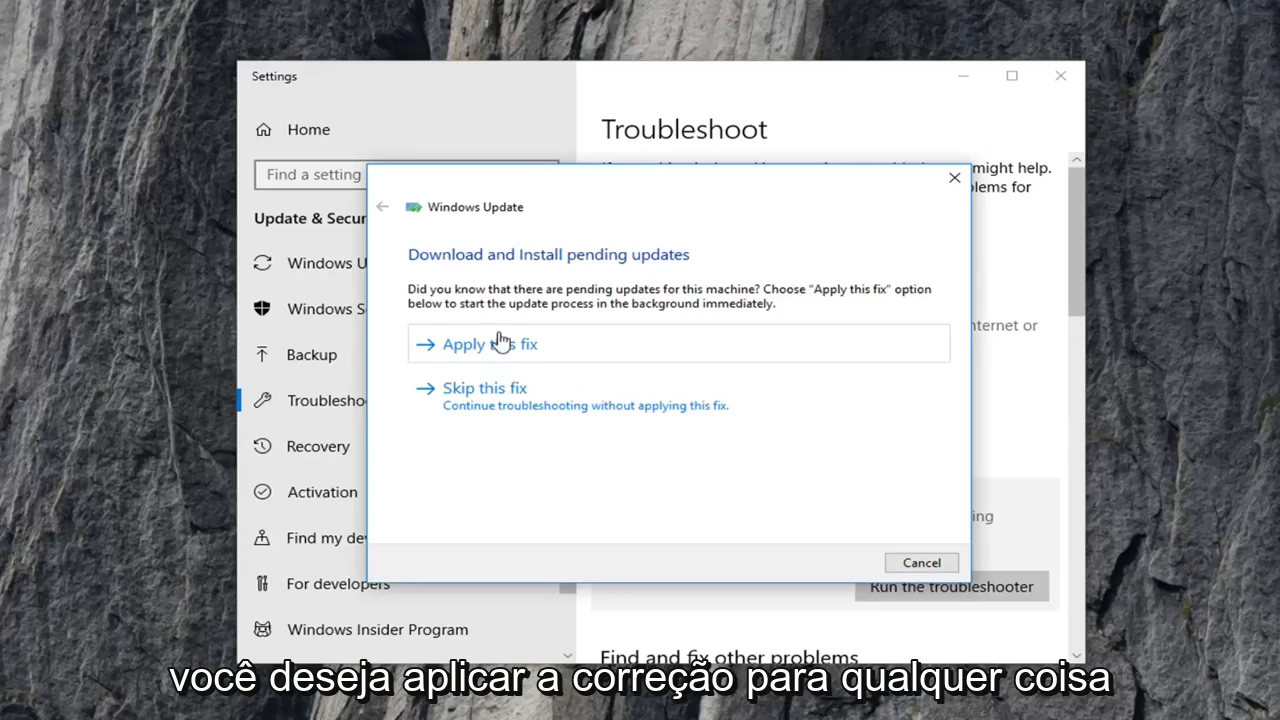 Settings
Home
Find a setting
Update & Secur
Windows U
Windows S
Backup
Troublesho
Recovery
Activation
Find my dev
For developers
Windows Insider Program
Troubleshoot
might help.
lems for
nternet or
ing
Run the troubleshooter
Find and fix other problems
Windows Update
Download and Install pending updates
Did you know that there are pending updates for this machine? Choose "Apply this fix" option
below to start the update process in the background immediately.
Apply this fix
Skip this fix
Continue troubleshooting without applying this fix.
Cancel
você deseja aplicar a correção para qualquer coisa